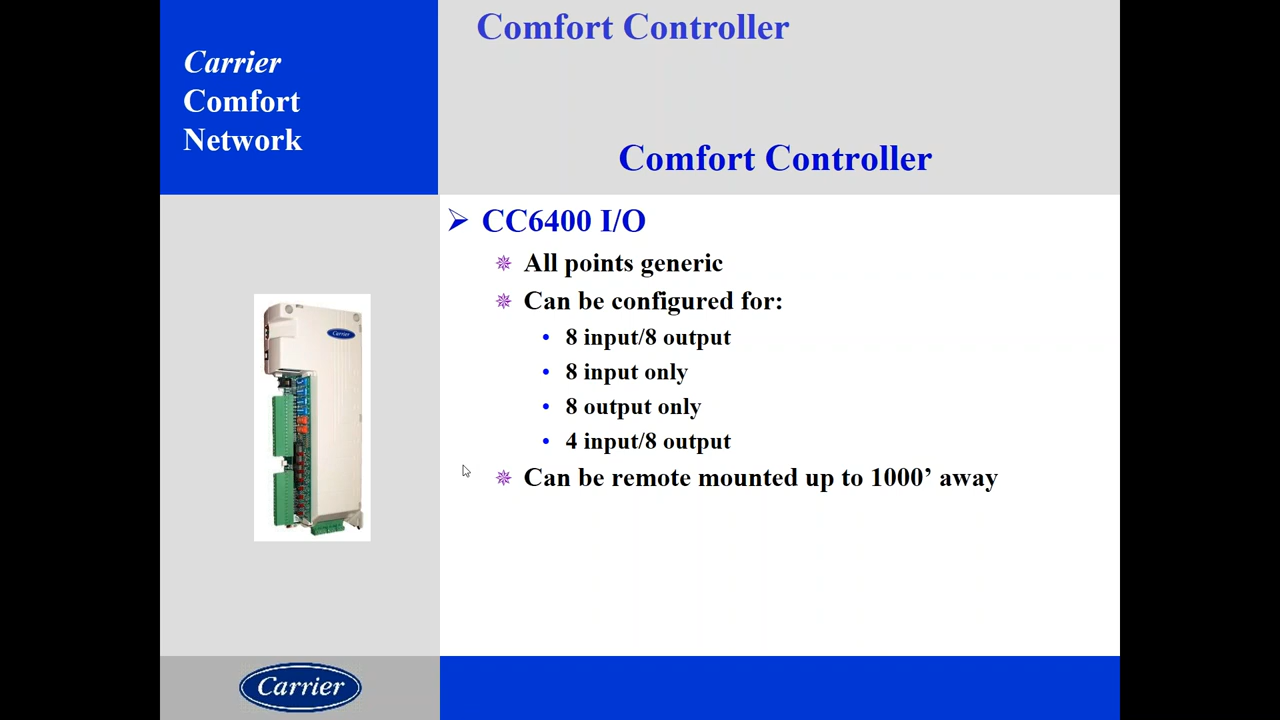 Comfort Controller
Carrier
Comfort
Network
Comfort Controller
CC6400 I/O
All points generic
Can be configured for:
8 input/8 output
8 input only
8 output only
4 input/8 output
Can be remote mounted up to 1000’ away
Carrier
Carrier